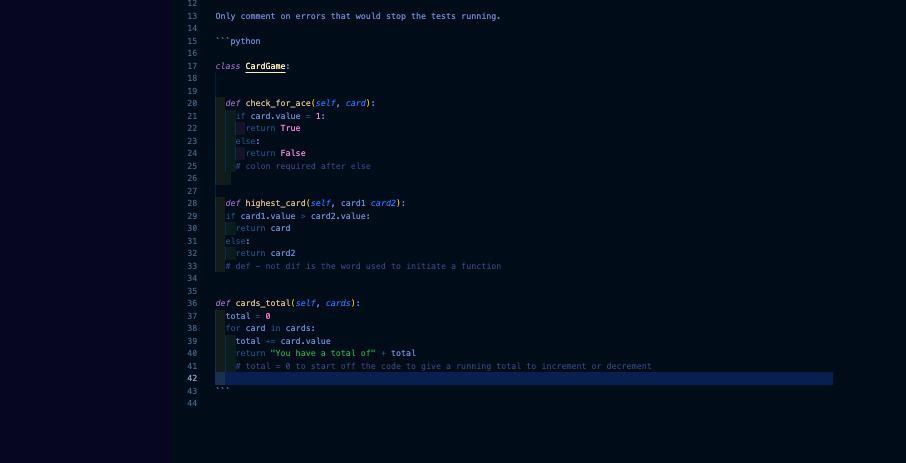 12
13 Only comment on errors that would stop the tests running.
14
15 ```python
16
17 class CardGame:
18
19
20 def check_for_ace(self, card):
21 if card.value = 1:
22 return True
23 else:
24 return False
25 # colon required after else
26
27
28 def highest_card(self, card1 card2):
29 if card1.value > card2.value:
30 return card
31 else:
32 return card2
33 # def - not dif is the word used to initiate a function
34
35
36 def cards_total(self, cards):
37 total = 0
38 for card in cards:
39 total += card.value
40 return "You have a total of" + total
41 # total = 0 to start off the code to give a running total to increment or decrement
42
43 ```
44